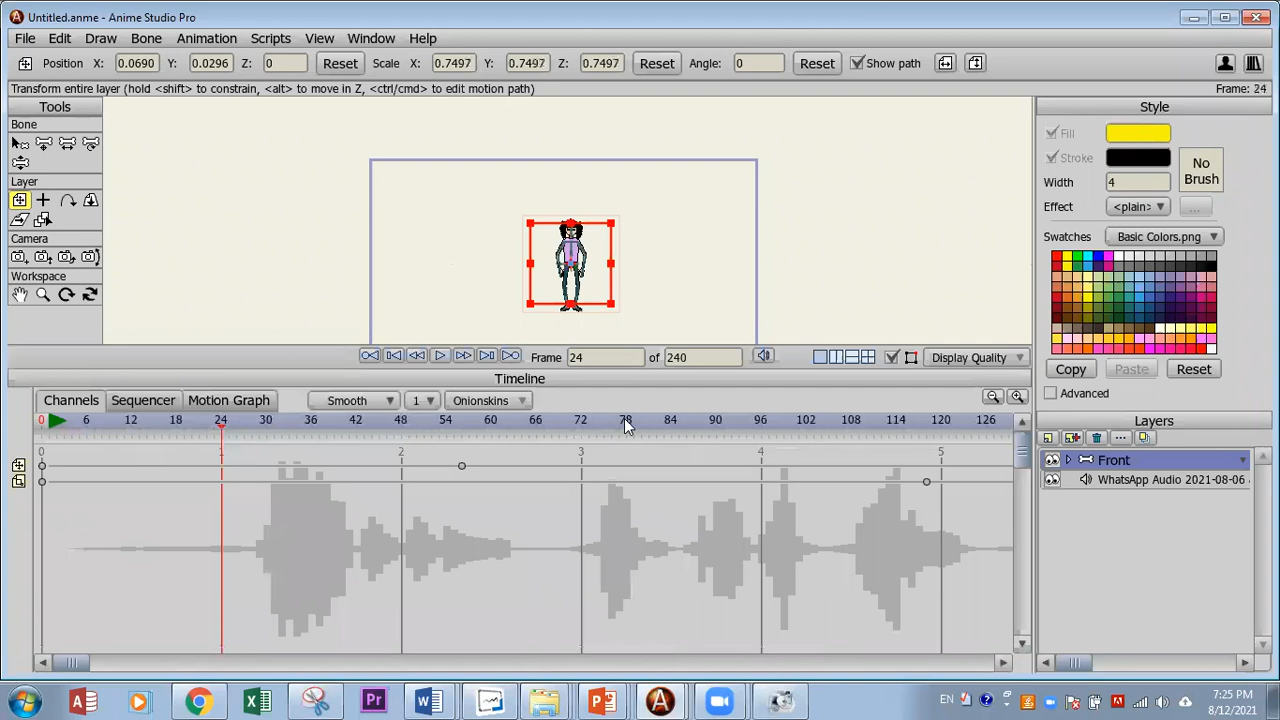 Untitled.anme - Anime Studio Pro
File Edit Draw Bone Animation Scripts View Window Help
Position X: 0.0690 Y: 0.0296 Z: 0 Reset Scale X: 0.7497 Y: 0.7497 Z: 0.7497 Reset Angle: 0 Reset Show path
Transform entire layer (hold <shift> to constrain, <alt> to move in Z, <ctrl/cmd> to edit motion path) Frame: 24
Tools
Bone
Layer
Camera
Workspace
Style
Fill
Stroke
No Brush
Width 4
Effect <plain> ...
Swatches Basic Colors.png
Copy Paste Reset
Advanced
Frame 24 of 240 Display Quality
Timeline
Channels Sequencer Motion Graph Smooth 1 Onionskins
0 6 12 18 24 30 36 42 48 54 60 66 72 78 84 90 96 102 108 114 120 126
0 1 2 3 4 5
Layers
Front
WhatsApp Audio 2021-08-06
EN 7:25 PM
8/12/2021